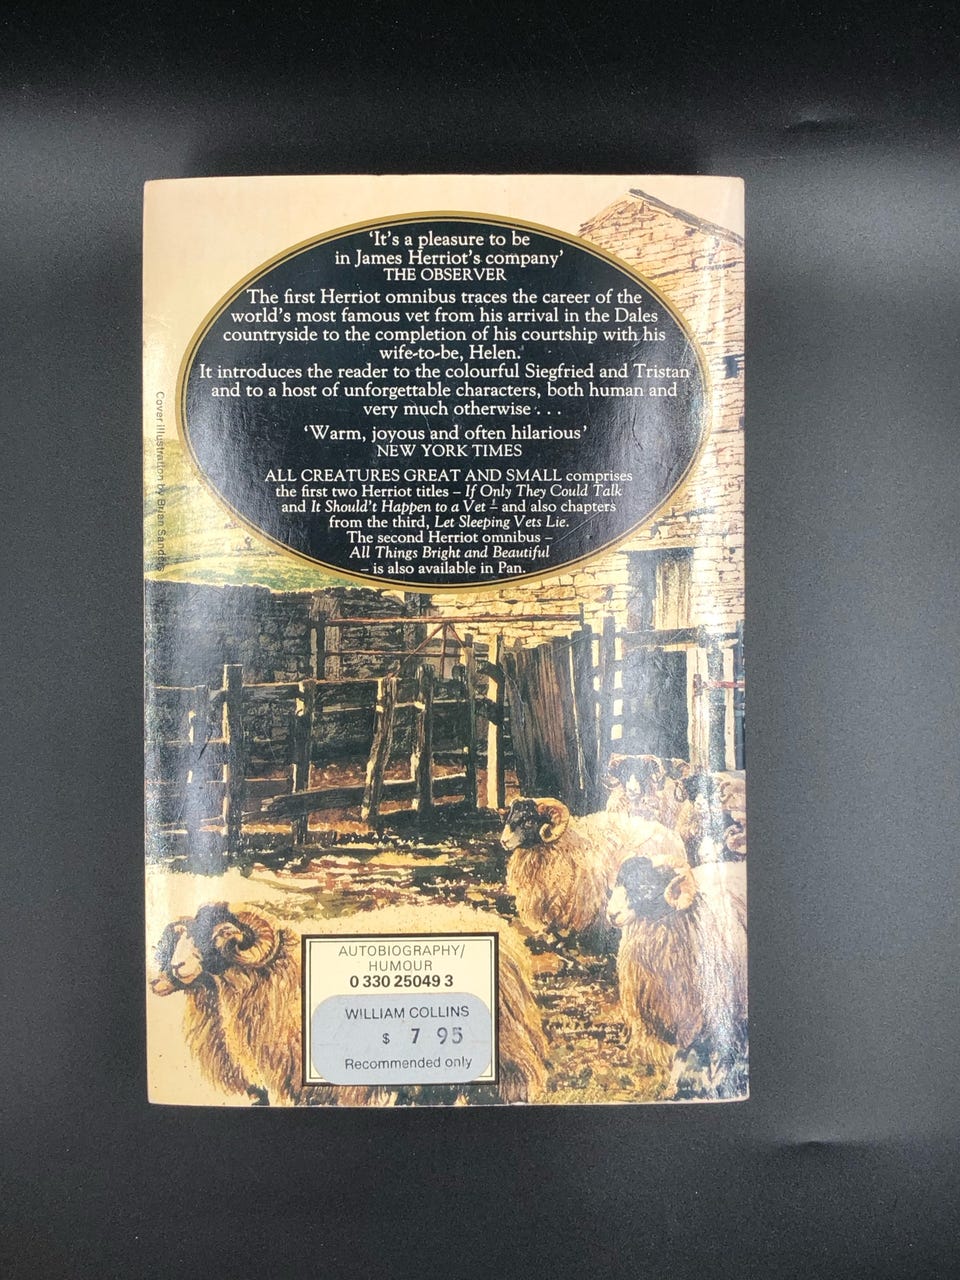 'It's a pleasure to be
in James Herriot's company'
THE OBSERVER
The first Herriot omnibus traces the career of the
world's most famous vet from his arrival in the Dales
countryside to the completion of his courtship with his
wife-to-be, Helen.
It introduces the reader to the colourful Siegfried and Tristan
and to a host of unforgettable characters, both human and
very much otherwise . . .
'Warm, joyous and often hilarious'
NEW YORK TIMES
ALL CREATURES GREAT AND SMALL comprises
the first two Herriot titles – If Only They Could Talk
and It Should't Happen to a Vet – and also chapters
from the third, Let Sleeping Vets Lie.
The second Herriot omnibus –
All Things Bright and Beautiful
– is also available in Pan.
Cover illustration by Brian Sanders
AUTOBIOGRAPHY/
HUMOUR
0 330 25049 3
WILLIAM COLLINS
$ 7 95
Recommended only